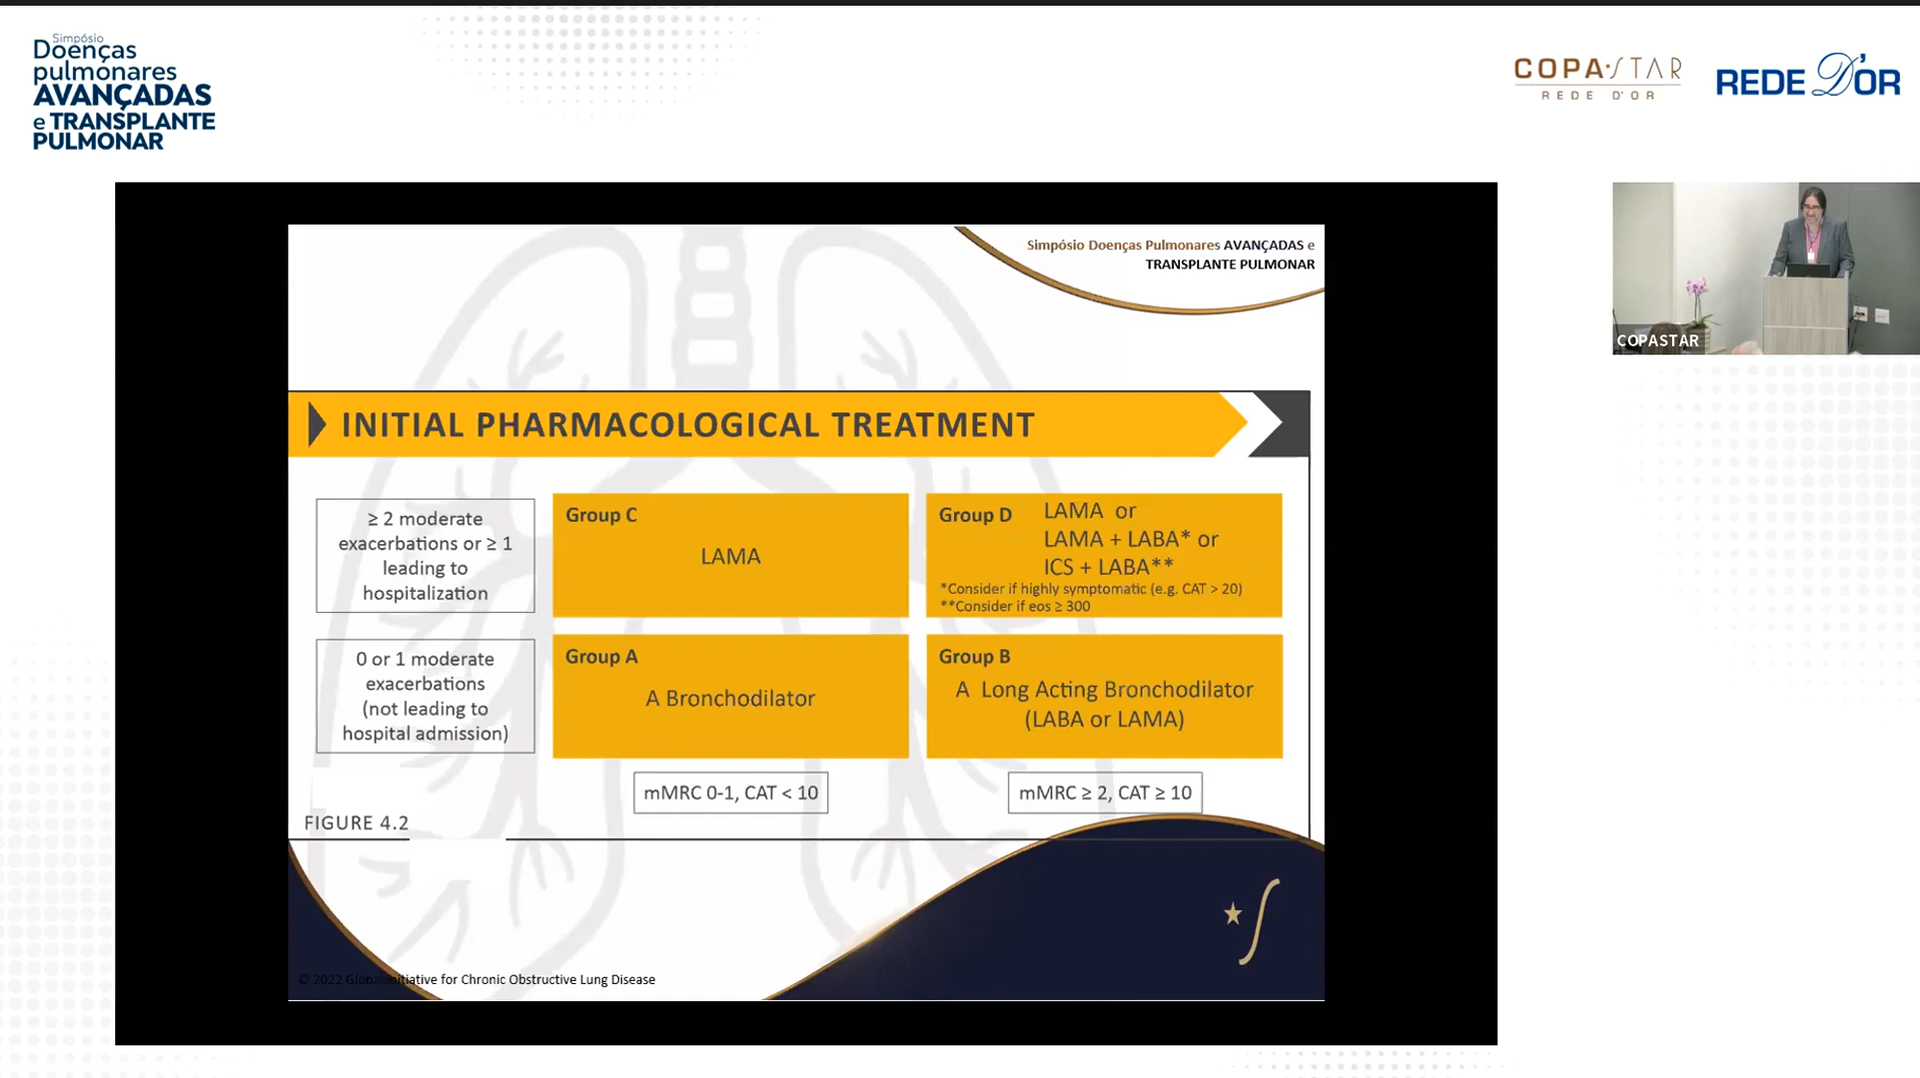 Simpósio
Doenças
pulmonares
AVANÇADAS
e TRANSPLANTE
PULMONAR
COPA STAR
REDE D'OR
REDE D'OR
Simpósio Doenças Pulmonares AVANÇADAS e
TRANSPLANTE PULMONAR
INITIAL PHARMACOLOGICAL TREATMENT
≥ 2 moderate
exacerbations or ≥ 1
leading to
hospitalization
Group C
LAMA
Group D
LAMA or
LAMA + LABA* or
ICS + LABA**
*Consider if highly symptomatic (e.g. CAT > 20)
**Consider if eos ≥ 300
0 or 1 moderate
exacerbations
(not leading to
hospital admission)
Group A
A Bronchodilator
Group B
A Long Acting Bronchodilator
(LABA or LAMA)
mMRC 0-1, CAT < 10
mMRC ≥ 2, CAT ≥ 10
FIGURE 4.2
© 2022 Global Initiative for Chronic Obstructive Lung Disease
COPASTAR